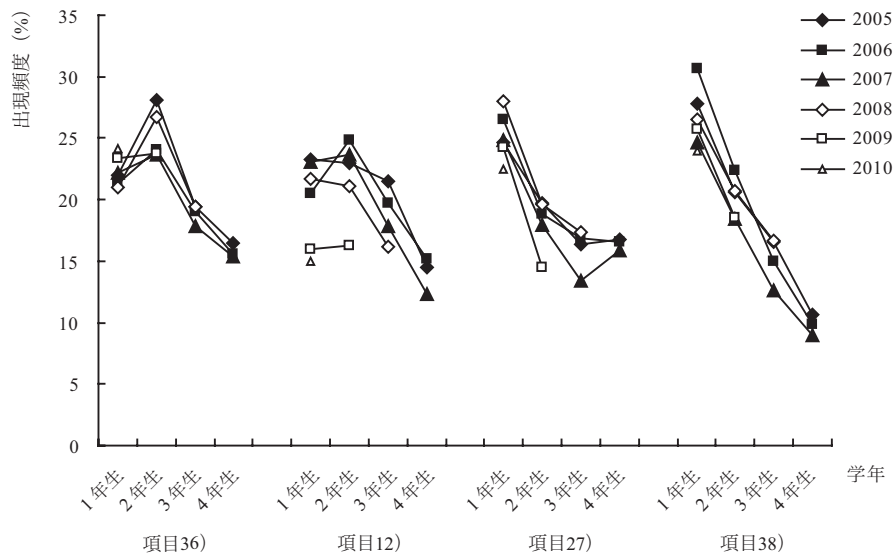 出現頻度 (%)
35
30
25
20
15
10
5
0
2005
2006
2007
2008
2009
2010
1年生
2年生
3年生
4年生
1年生
2年生
3年生
4年生
1年生
2年生
3年生
4年生
1年生
2年生
3年生
4年生
学年
項目36)
項目12)
項目27)
項目38)